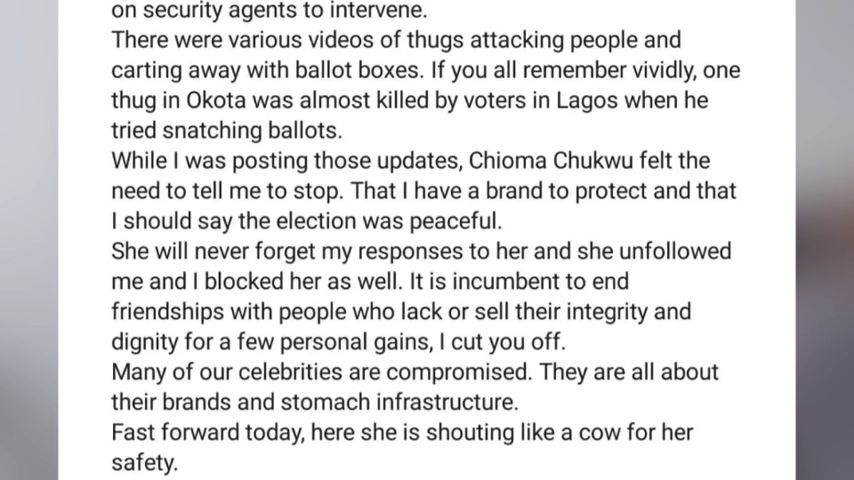 on security agents to intervene.
There were various videos of thugs attacking people and
carting away with ballot boxes. If you all remember vividly, one
thug in Okota was almost killed by voters in Lagos when he
tried snatching ballots.
While I was posting those updates, Chioma Chukwu felt the
need to tell me to stop. That I have a brand to protect and that
I should say the election was peaceful.
She will never forget my responses to her and she unfollowed
me and I blocked her as well. It is incumbent to end
friendships with people who lack or sell their integrity and
dignity for a few personal gains, I cut you off.
Many of our celebrities are compromised. They are all about
their brands and stomach infrastructure.
Fast forward today, here she is shouting like a cow for her
safety.